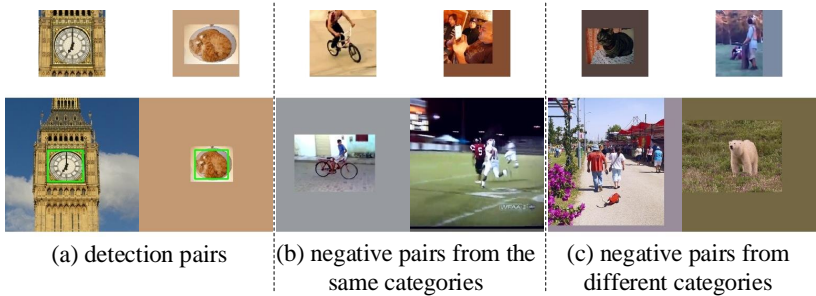 (a) detection pairs
(b) negative pairs from the
same categories
(c) negative pairs from
different categories